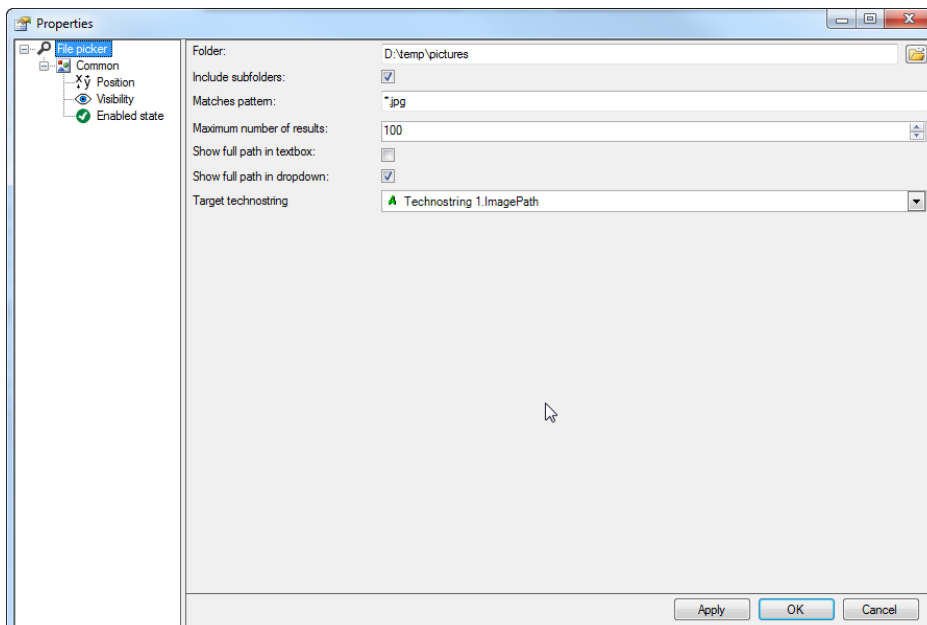 Properties
File picker
Common
Position
Visibility
Enabled state
Folder: D:\temp\pictures
Include subfolders:
Matches pattern: *.jpg
Maximum number of results: 100
Show full path in textbox:
Show full path in dropdown:
Target technostring Technostring 1.ImagePath
Apply OK Cancel